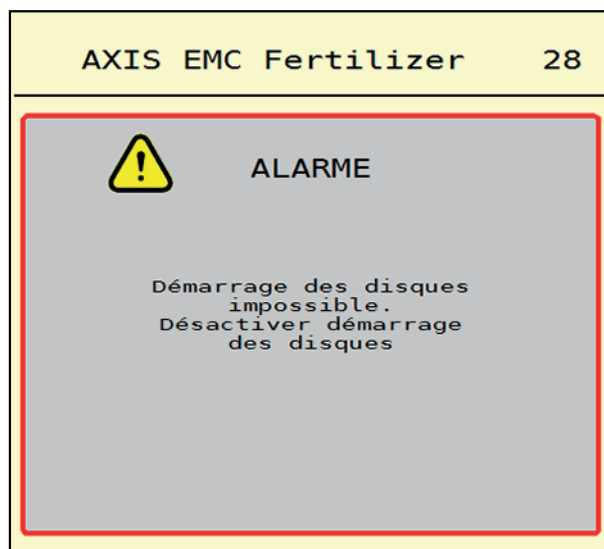 AXIS EMC Fertilizer 28
ALARME
Démarrage des disques
impossible.
Désactiver démarrage
des disques